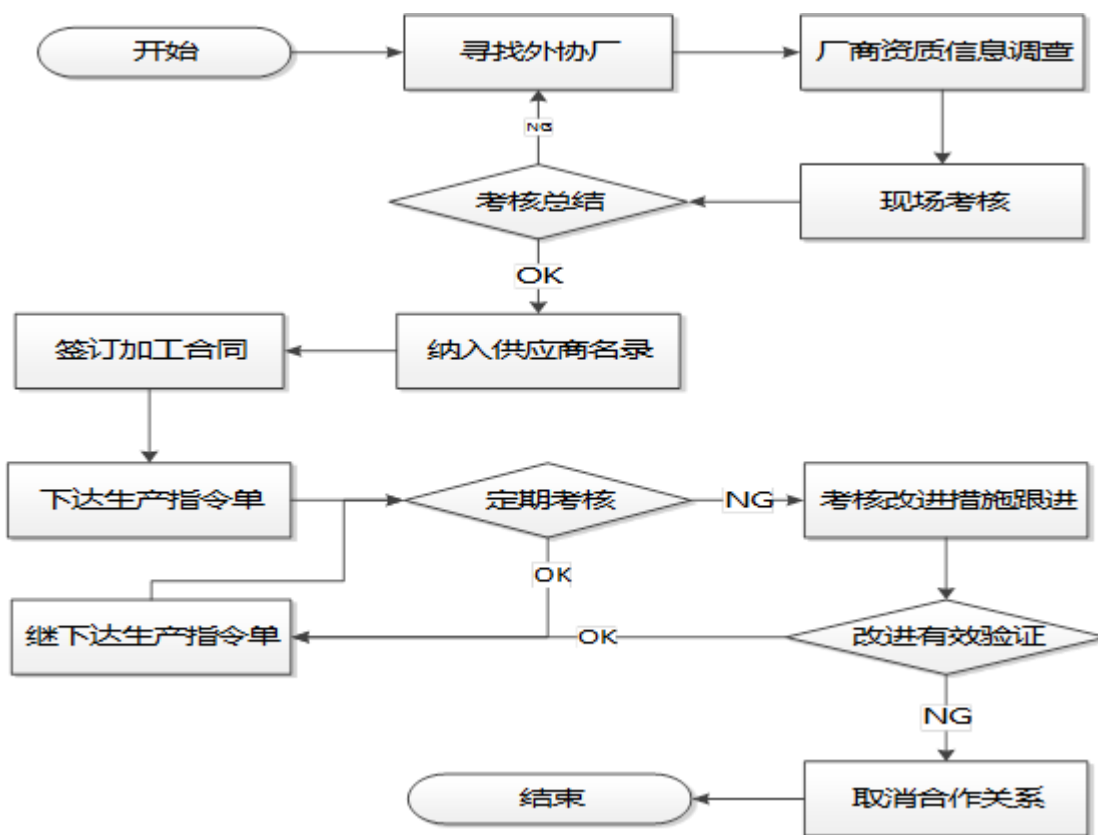 开始
寻找外协厂
厂商资质信息调查
NG
考核总结
现场考核
OK
签订加工合同
纳入供应商名录
下达生产指令单
定期考核
NG
考核改进措施跟进
OK
继下达生产指令单
OK
改进有效验证
NG
结束
取消合作关系